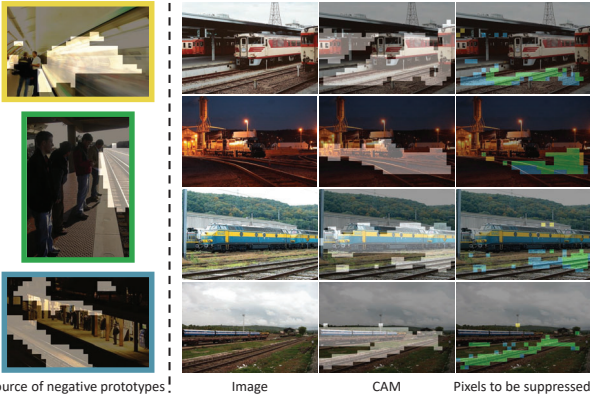 ource of negative prototypes
Image
CAM
Pixels to be suppressed